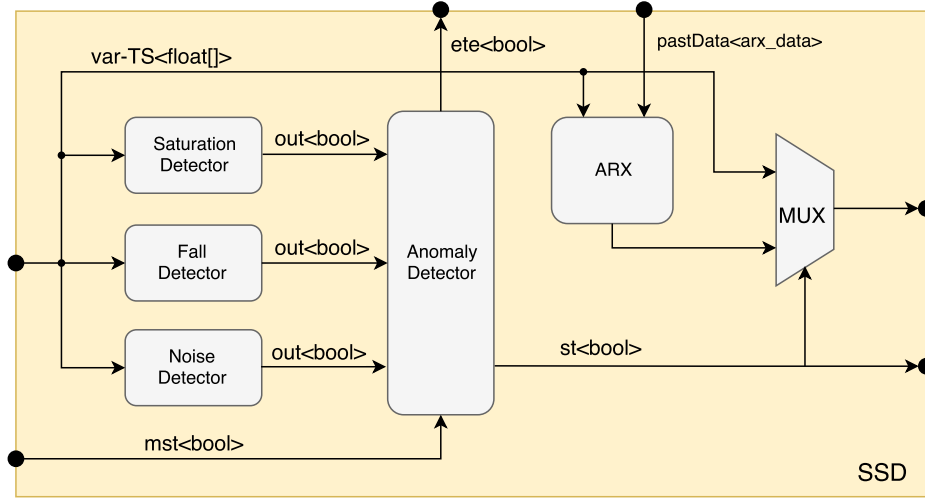 ete<bool>
pastData<arx_data>
var-TS<float[]>
Saturation
Detector
out<bool>
ARX
MUX
Fall
Detector
out<bool>
Anomaly
Detector
Noise
Detector
out<bool>
st<bool>
mst<bool>
SSD